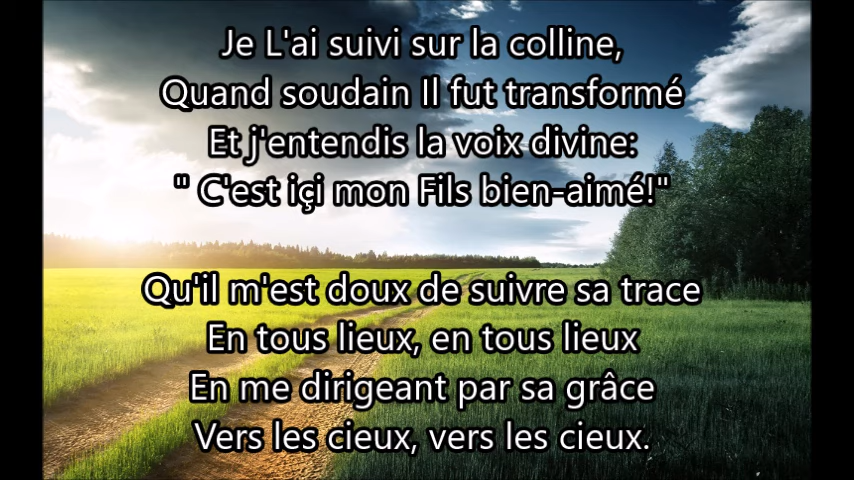 Je L'ai suivi sur la colline,
Quand soudain Il fut transformé
Et j'entendis la voix divine:
" C'est içi mon Fils bien-aimé!"
Qu'il m'est doux de suivre sa trace
En tous lieux, en tous lieux
En me dirigeant par sa grâce
Vers les cieux, vers les cieux.